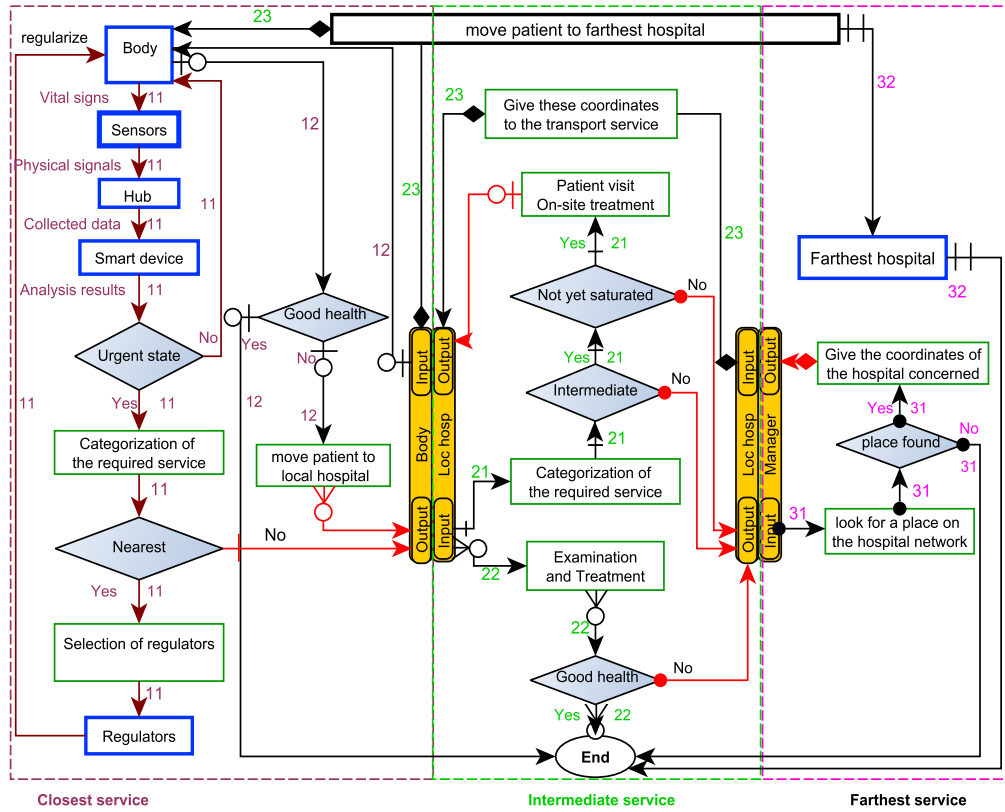 23
move patient to farthest hospital
regularize
Body
32
Vital signs
11
Sensors
12
23
Give these coordinates
to the transport service
Physical signals
11
Hub
11
Patient visit
On-site treatment
23
Collected data
11
Smart device
12
Yes
21
23
Farthest hospital
32
Analysis results
11
Good health
Yes
No
Not yet saturated
No
Urgent state
No
Input
Output
Yes
21
Input
Output
Give the coordinates of
the hospital concerned
11
Yes
11
12
12
Intermediate
No
Yes
31
place found
No
31
Categorization of
the required service
Body
Loc hosp
21
Loc hosp
Manager
move patient to
local hospital
21
Categorization of
the required service
11
31
Nearest
No
Output
Input
Output
Input
31
look for a place on
the hospital network
Yes
11
22
Examination
and Treatment
22
Selection of regulators
Good health
No
11
Yes
22
Regulators
End
Closest service
Intermediate service
Farthest service